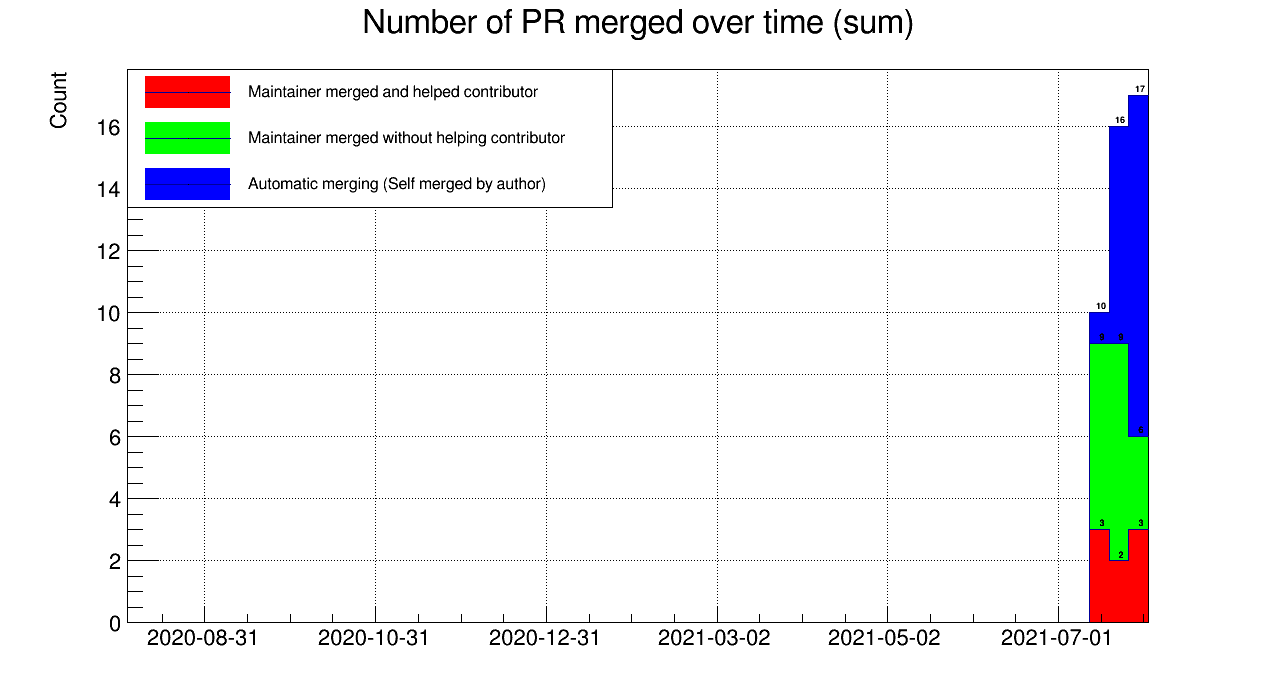 Number of PR merged over time (sum)
Count
Maintainer merged and helped contributor
Maintainer merged without helping contributor
Automatic merging (Self merged by author)
16
14
12
10
8
6
4
2
0
17
16
10
9 9
6
3 3
2
2020-08-31 2020-10-31 2020-12-31 2021-03-02 2021-05-02 2021-07-01